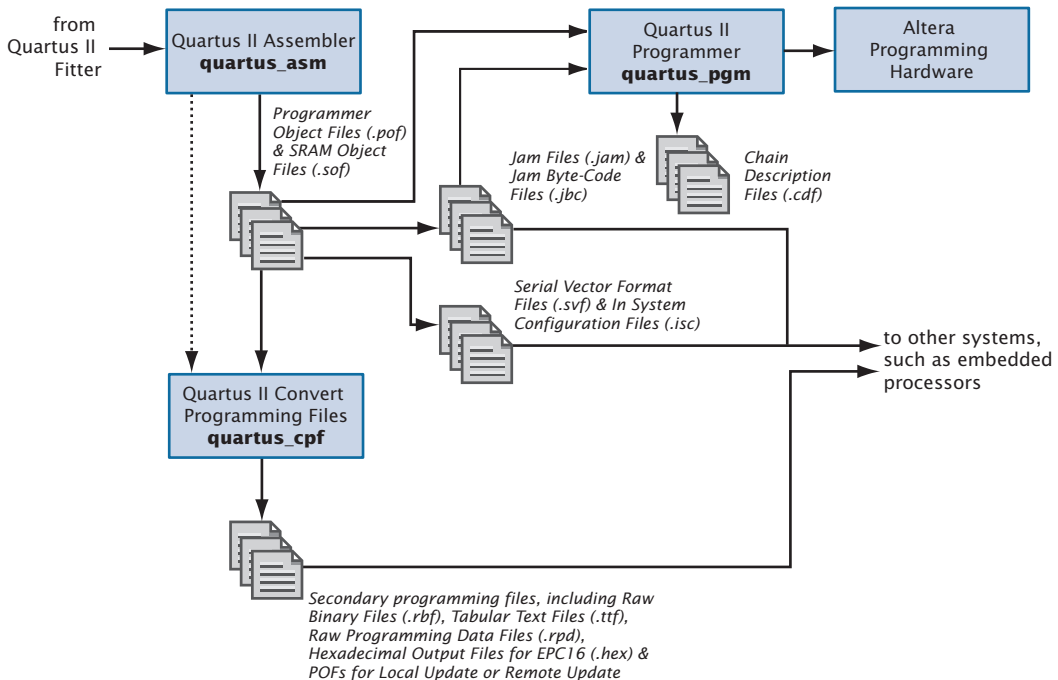 from
Quartus II
Fitter
Quartus II Assembler
quartus_asm
Quartus II
Programmer
quartus_pgm
Altera
Programming
Hardware
Programmer
Object Files (.pof)
& SRAM Object
Files (.sof)
Jam Files (.jam) &
Jam Byte-Code
Files (.jbc)
Chain
Description
Files (.cdf)
Serial Vector Format
Files (.svf) & In System
Configuration Files (.isc)
to other systems,
such as embedded
processors
Quartus II Convert
Programming Files
quartus_cpf
Secondary programming files, including Raw
Binary Files (.rbf), Tabular Text Files (.ttf),
Raw Programming Data Files (.rpd),
Hexadecimal Output Files for EPC16 (.hex) &
POFs for Local Update or Remote Update